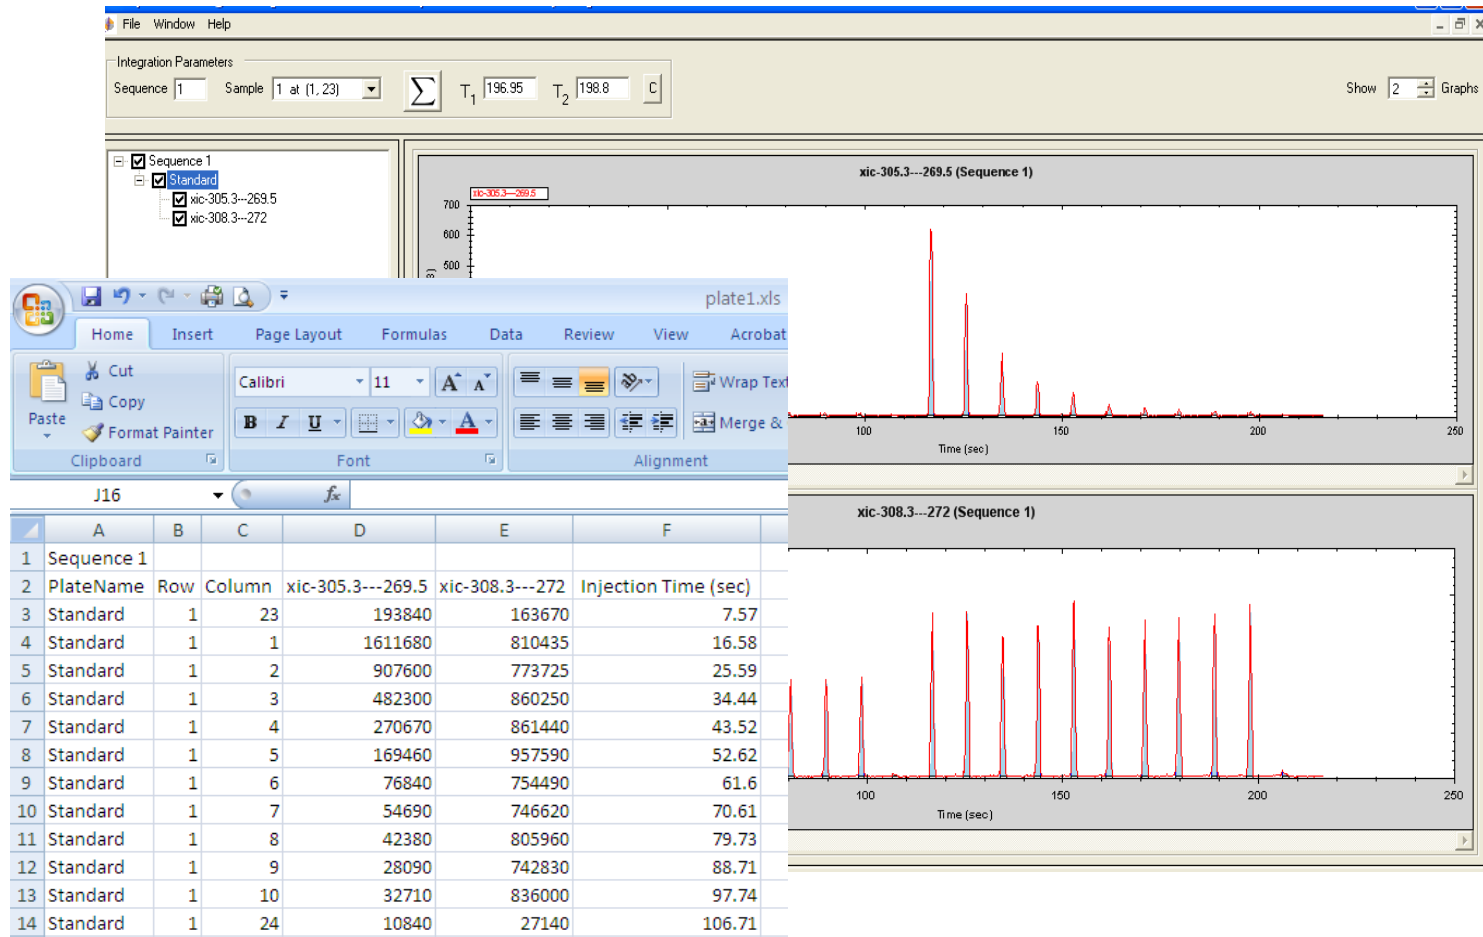 File Window Help
Integration Parameters
Sequence 1 Sample 1 at (1, 23) Σ T1 196.95 T2 198.8 C Show 2 Graphs
Sequence 1
Standard
xic-305.3---269.5
xic-308.3---272
xic-305.3---269.5 (Sequence 1)
xic-305.3---269.5
700
600
500
100 150 200 250
Time (sec)
xic-308.3---272 (Sequence 1)
100 150 200 250
Time (sec)
plate1.xls
Home Insert Page Layout Formulas Data Review View Acrobat
Cut
Copy
Paste
Format Painter
Clipboard
Calibri 11 A A
B I U A
Font
Wrap Text
Merge &
Alignment
J16 fx
A B C D E F
1 Sequence 1
2 PlateName Row Column xic-305.3---269.5 xic-308.3---272 Injection Time (sec)
3 Standard 1 23 193840 163670 7.57
4 Standard 1 1 1611680 810435 16.58
5 Standard 1 2 907600 773725 25.59
6 Standard 1 3 482300 860250 34.44
7 Standard 1 4 270670 861440 43.52
8 Standard 1 5 169460 957590 52.62
9 Standard 1 6 76840 754490 61.6
10 Standard 1 7 54690 746620 70.61
11 Standard 1 8 42380 805960 79.73
12 Standard 1 9 28090 742830 88.71
13 Standard 1 10 32710 836000 97.74
14 Standard 1 24 10840 27140 106.71